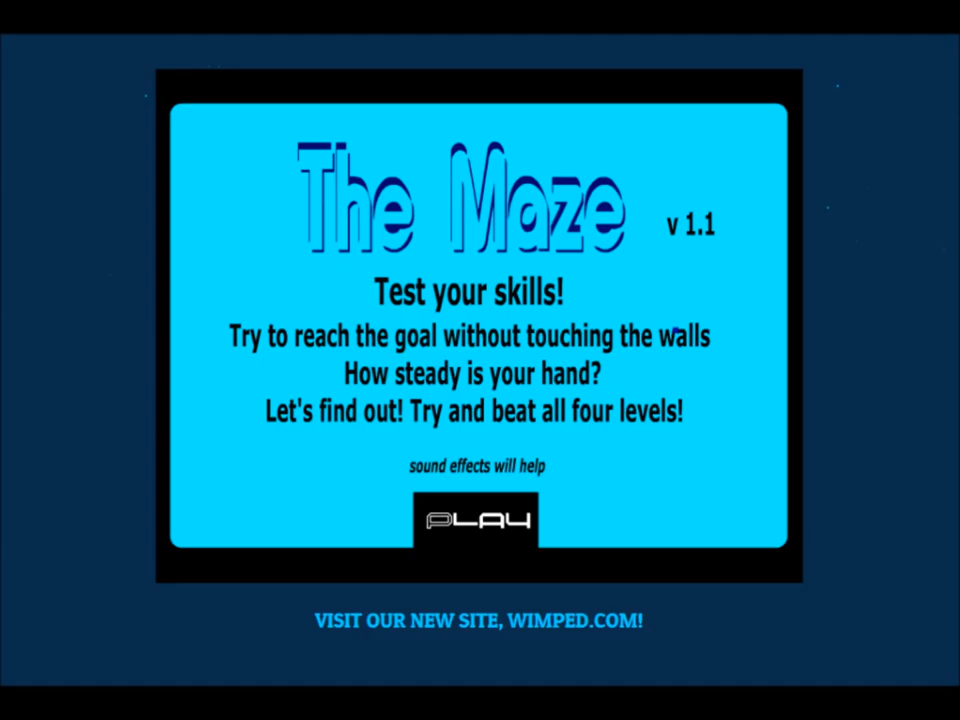 The Maze
v 1.1
Test your skills!
Try to reach the goal without touching the walls
How steady is your hand?
Let's find out! Try and beat all four levels!
sound effects will help
PLAY
VISIT OUR NEW SITE, WIMPED.COM!